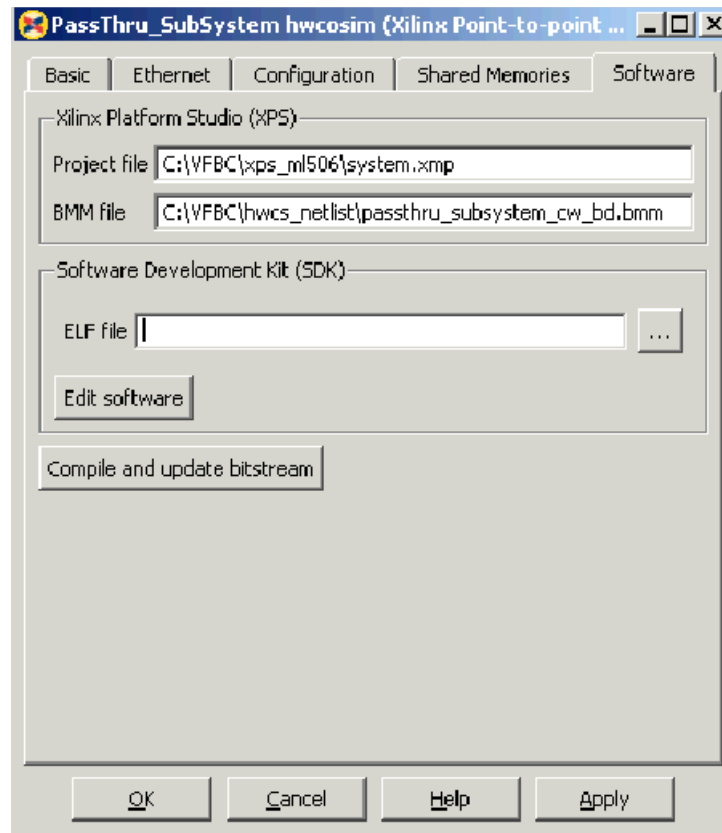 PassThru_SubSystem hwcosim (Xilinx Point-to-point ...
Basic Ethernet Configuration Shared Memories Software
Xilinx Platform Studio (XPS)
Project file C:\VFBC\xps_ml506\system.xmp
BMM file C:\VFBC\hwcs_netlist\passthru_subsystem_cw_bd.bmm
Software Development Kit (SDK)
ELF file ...
Edit software
Compile and update bitstream
OK Cancel Help Apply